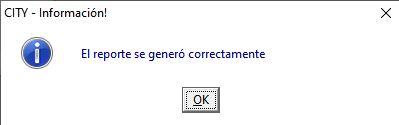 CITY - Información!
El reporte se generó correctamente
OK